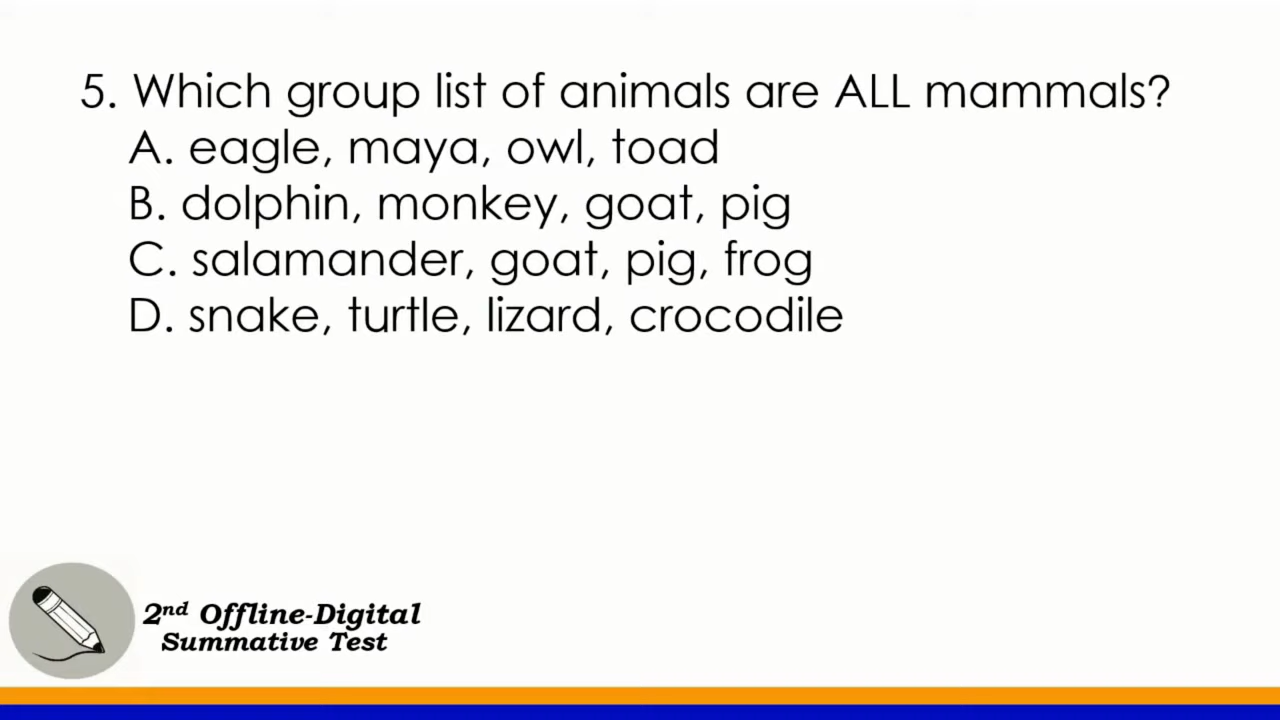 5. Which group list of animals are ALL mammals?
A. eagle, maya, owl, toad
B. dolphin, monkey, goat, pig
C. salamander, goat, pig, frog
D. snake, turtle, lizard, crocodile
2nd Offline-Digital
Summative Test